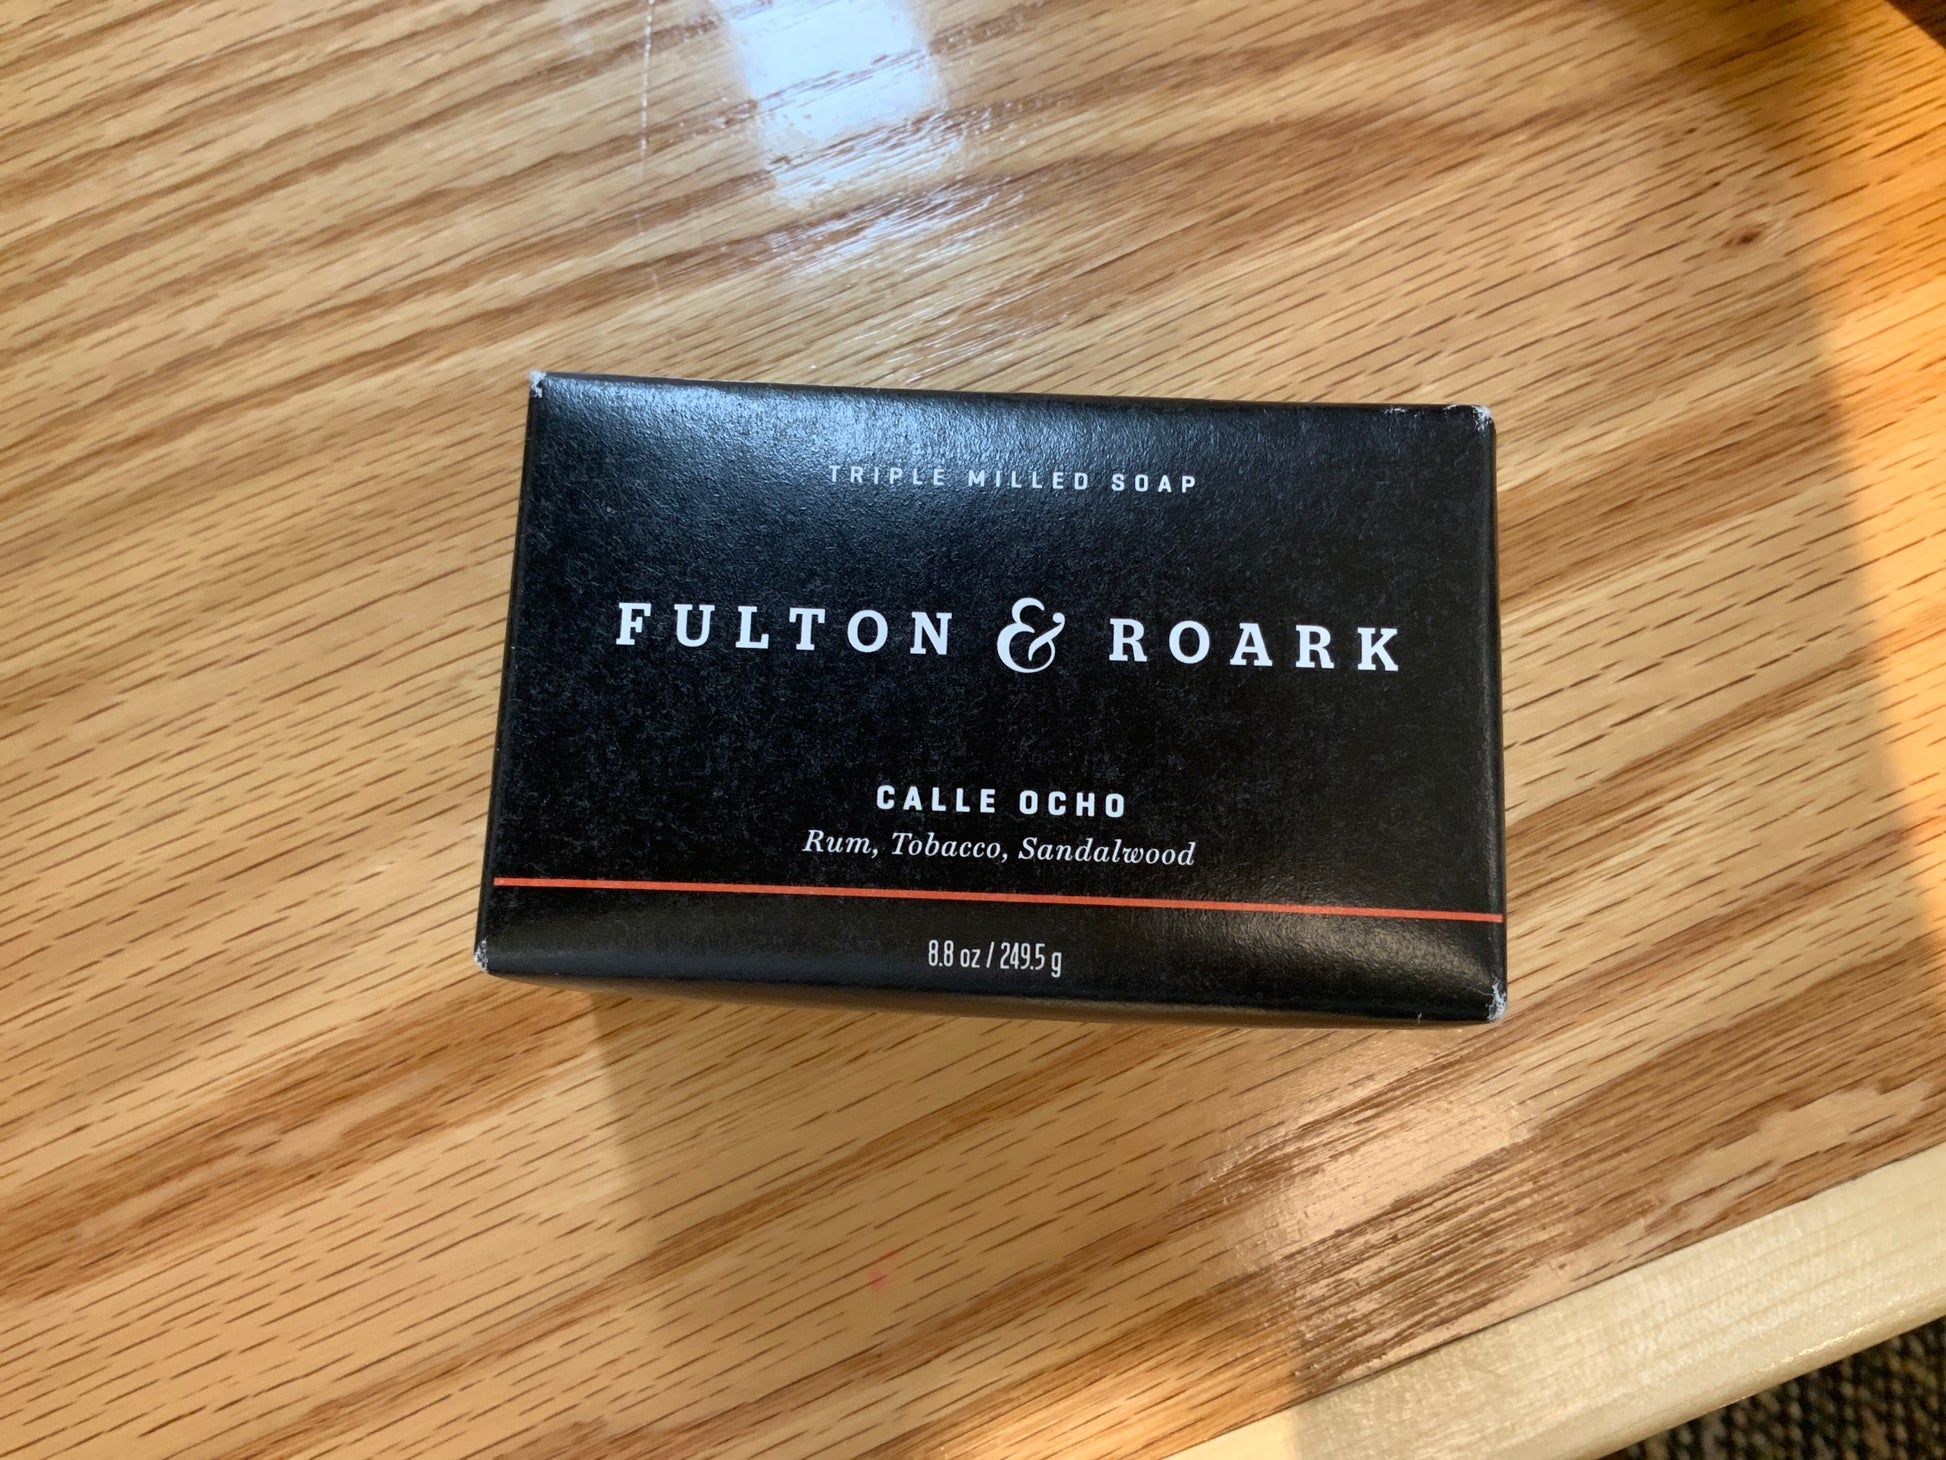 TRIPLE MILLED SOAP
FULTON & ROARK
CALLE OCHO
Rum, Tobacco, Sandalwood
8.8 oz / 249.5 g